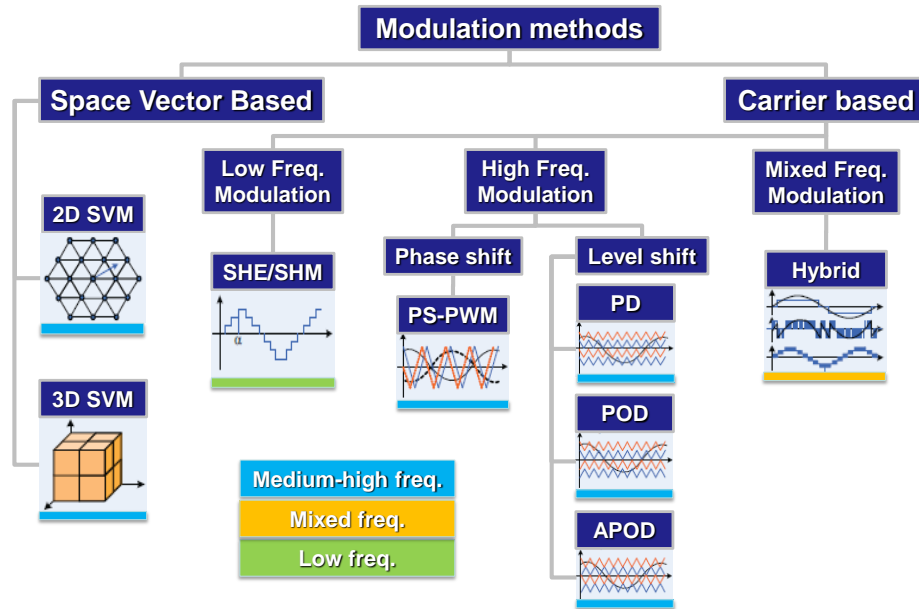 Modulation methods
Space Vector Based
Carrier based
Low Freq.
Modulation
High Freq.
Modulation
Mixed Freq.
Modulation
2D SVM
SHE/SHM
α
Phase shift
Level shift
Hybrid
PS-PWM
PD
3D SVM
POD
Medium-high freq.
Mixed freq.
Low freq.
APOD